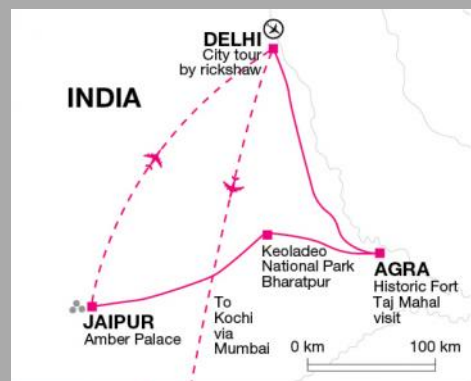 DELHI
City tour
by rickshaw
INDIA
Keoladeo
National Park
Bharatpur
AGRA
Historic Fort
Taj Mahal
visit
JAIPUR
Amber Palace
To
Kochi
via
Mumbai
0 km
100 km